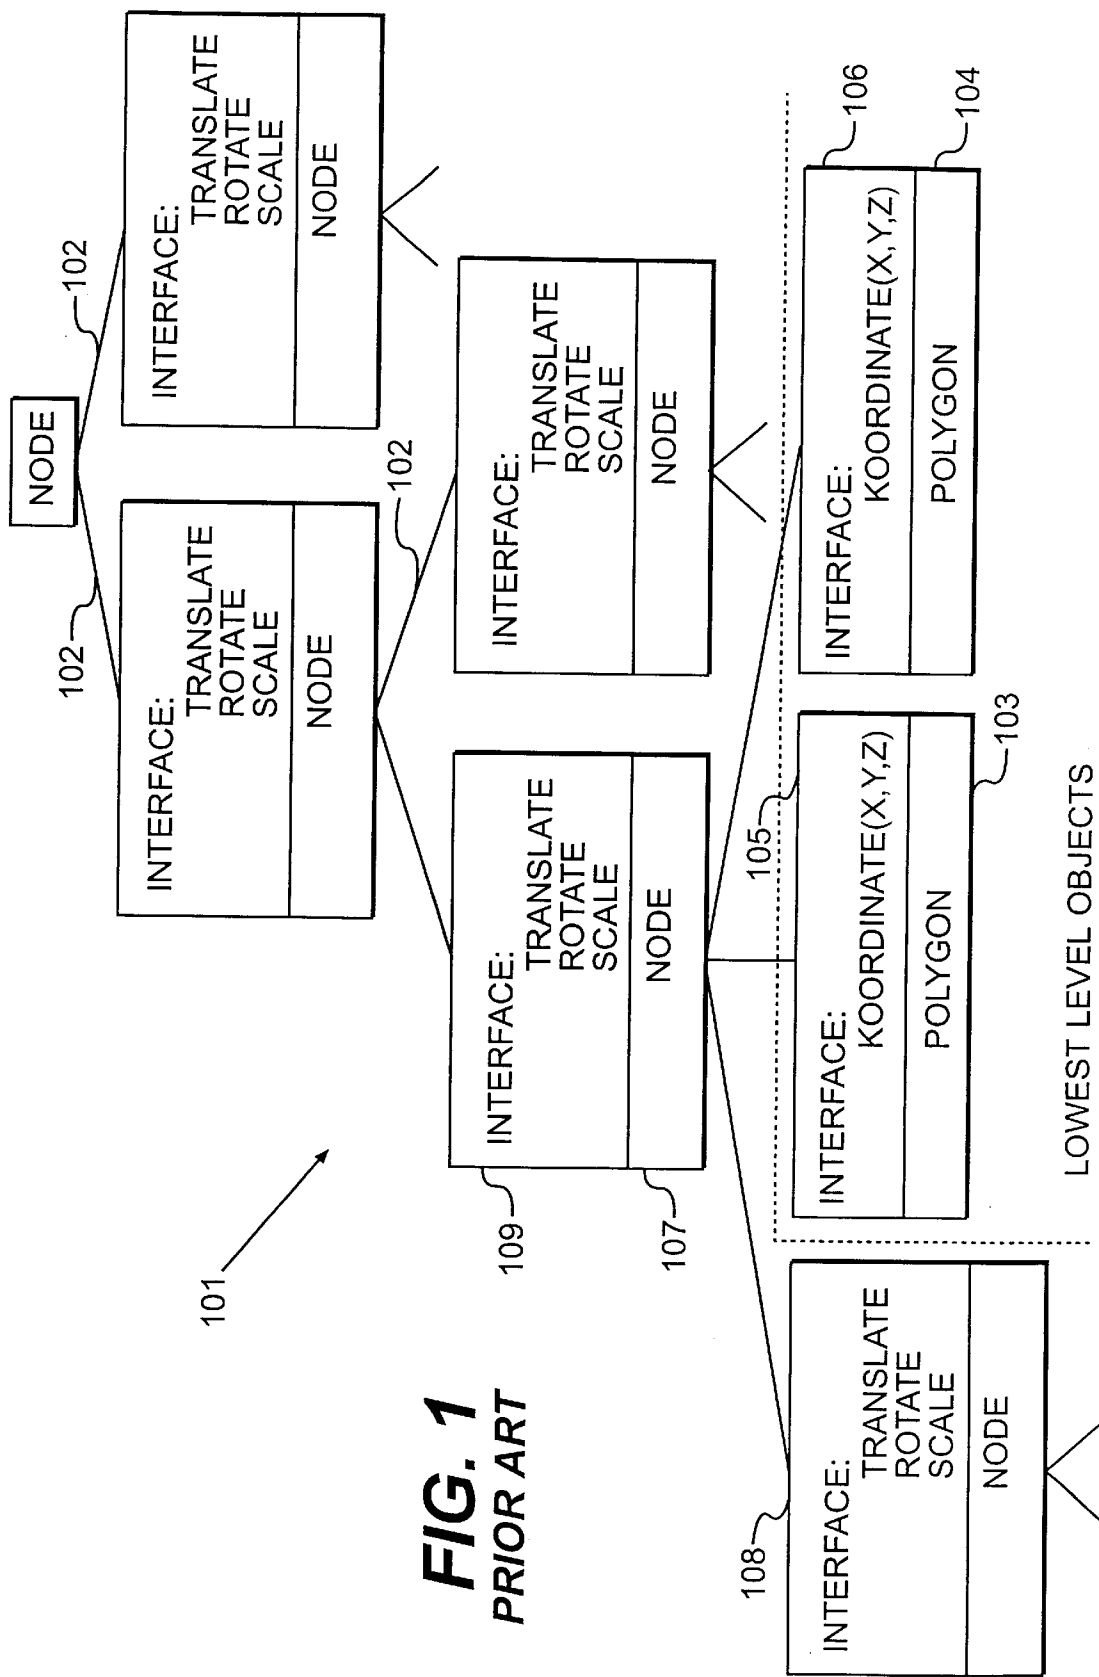 NODE
102
102
INTERFACE:
TRANSLATE
ROTATE
SCALE
NODE
INTERFACE:
TRANSLATE
ROTATE
SCALE
NODE
102
101
109
107
INTERFACE:
TRANSLATE
ROTATE
SCALE
NODE
INTERFACE:
TRANSLATE
ROTATE
SCALE
NODE
FIG. 1
PRIOR ART
108
INTERFACE:
TRANSLATE
ROTATE
SCALE
NODE
105
INTERFACE:
KOORDINATE(X,Y,Z)
POLYGON
103
INTERFACE:
KOORDINATE(X,Y,Z)
POLYGON
106
104
LOWEST LEVEL OBJECTS